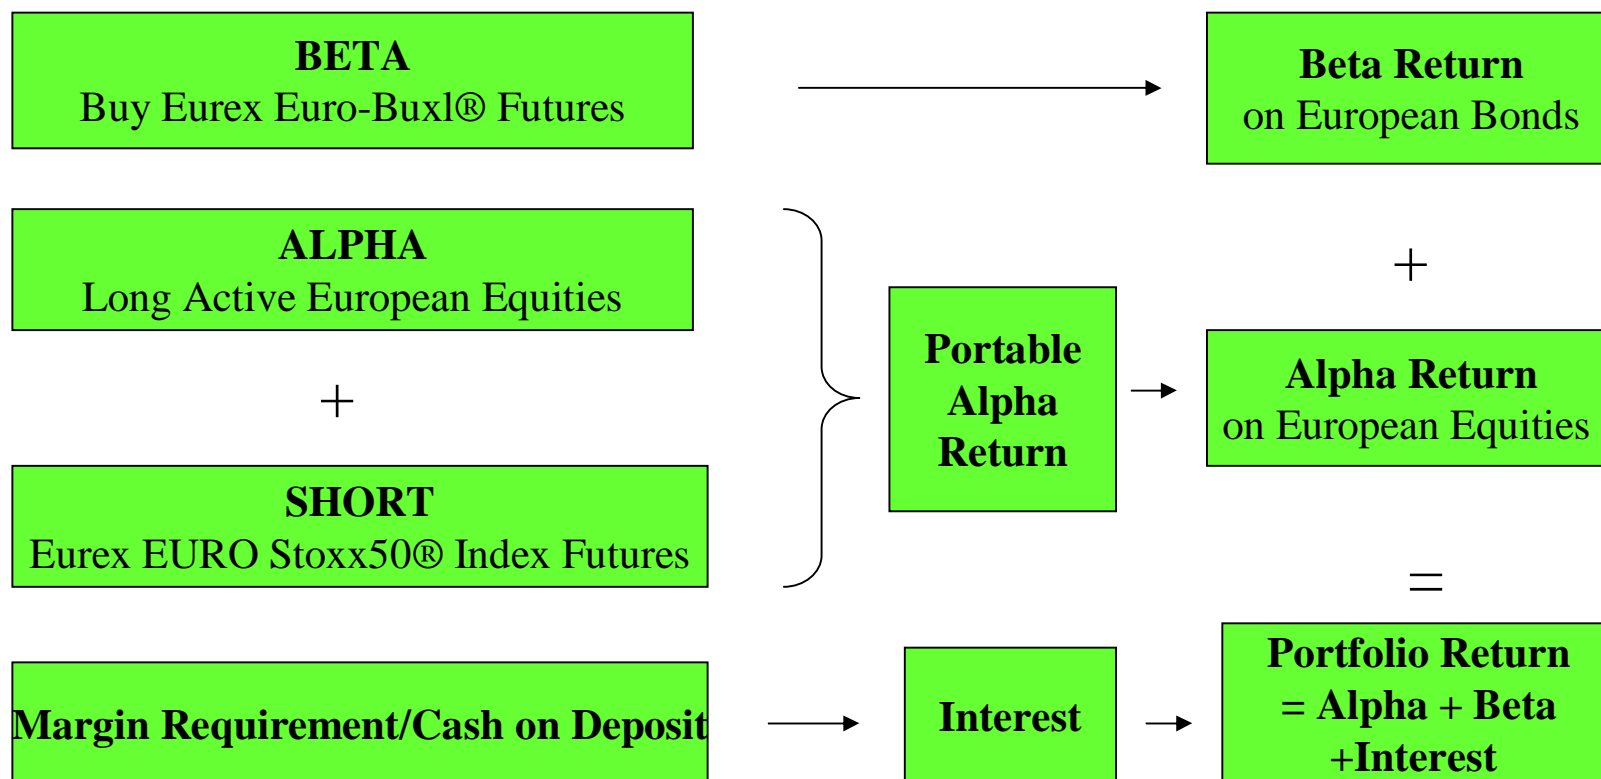 BETA
Buy Eurex Euro-Buxl® Futures
Beta Return
on European Bonds
ALPHA
Long Active European Equities
+
SHORT
Eurex EURO Stoxx50® Index Futures
Portable
Alpha
Return
+
Alpha Return
on European Equities
=
Margin Requirement/Cash on Deposit
Interest
Portfolio Return
= Alpha + Beta
+Interest